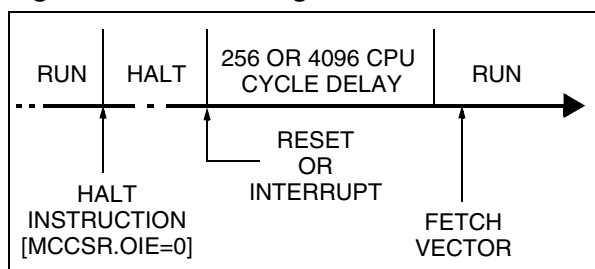 RUN
HALT
256 OR 4096 CPU
CYCLE DELAY
RUN
HALT
INSTRUCTION
[MCCSR.OIE=0]
RESET
OR
INTERRUPT
FETCH
VECTOR